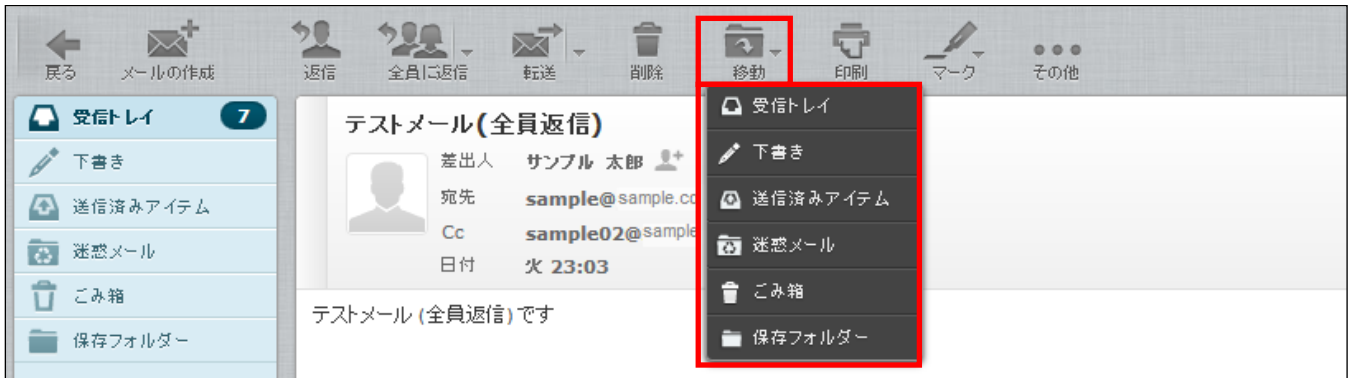 戻る メールの作成 返信 全員に返信 転送 削除 移動 印刷 マーク その他
受信トレイ 7
下書き
送信済みアイテム
迷惑メール
ごみ箱
保存フォルダー
テストメール(全員返信)
差出人 サンプル 太郎
宛先 sample@sample.co
Cc sample02@sample
日付 火 23:03
テストメール (全員返信)です
受信トレイ
下書き
送信済みアイテム
迷惑メール
ごみ箱
保存フォルダー